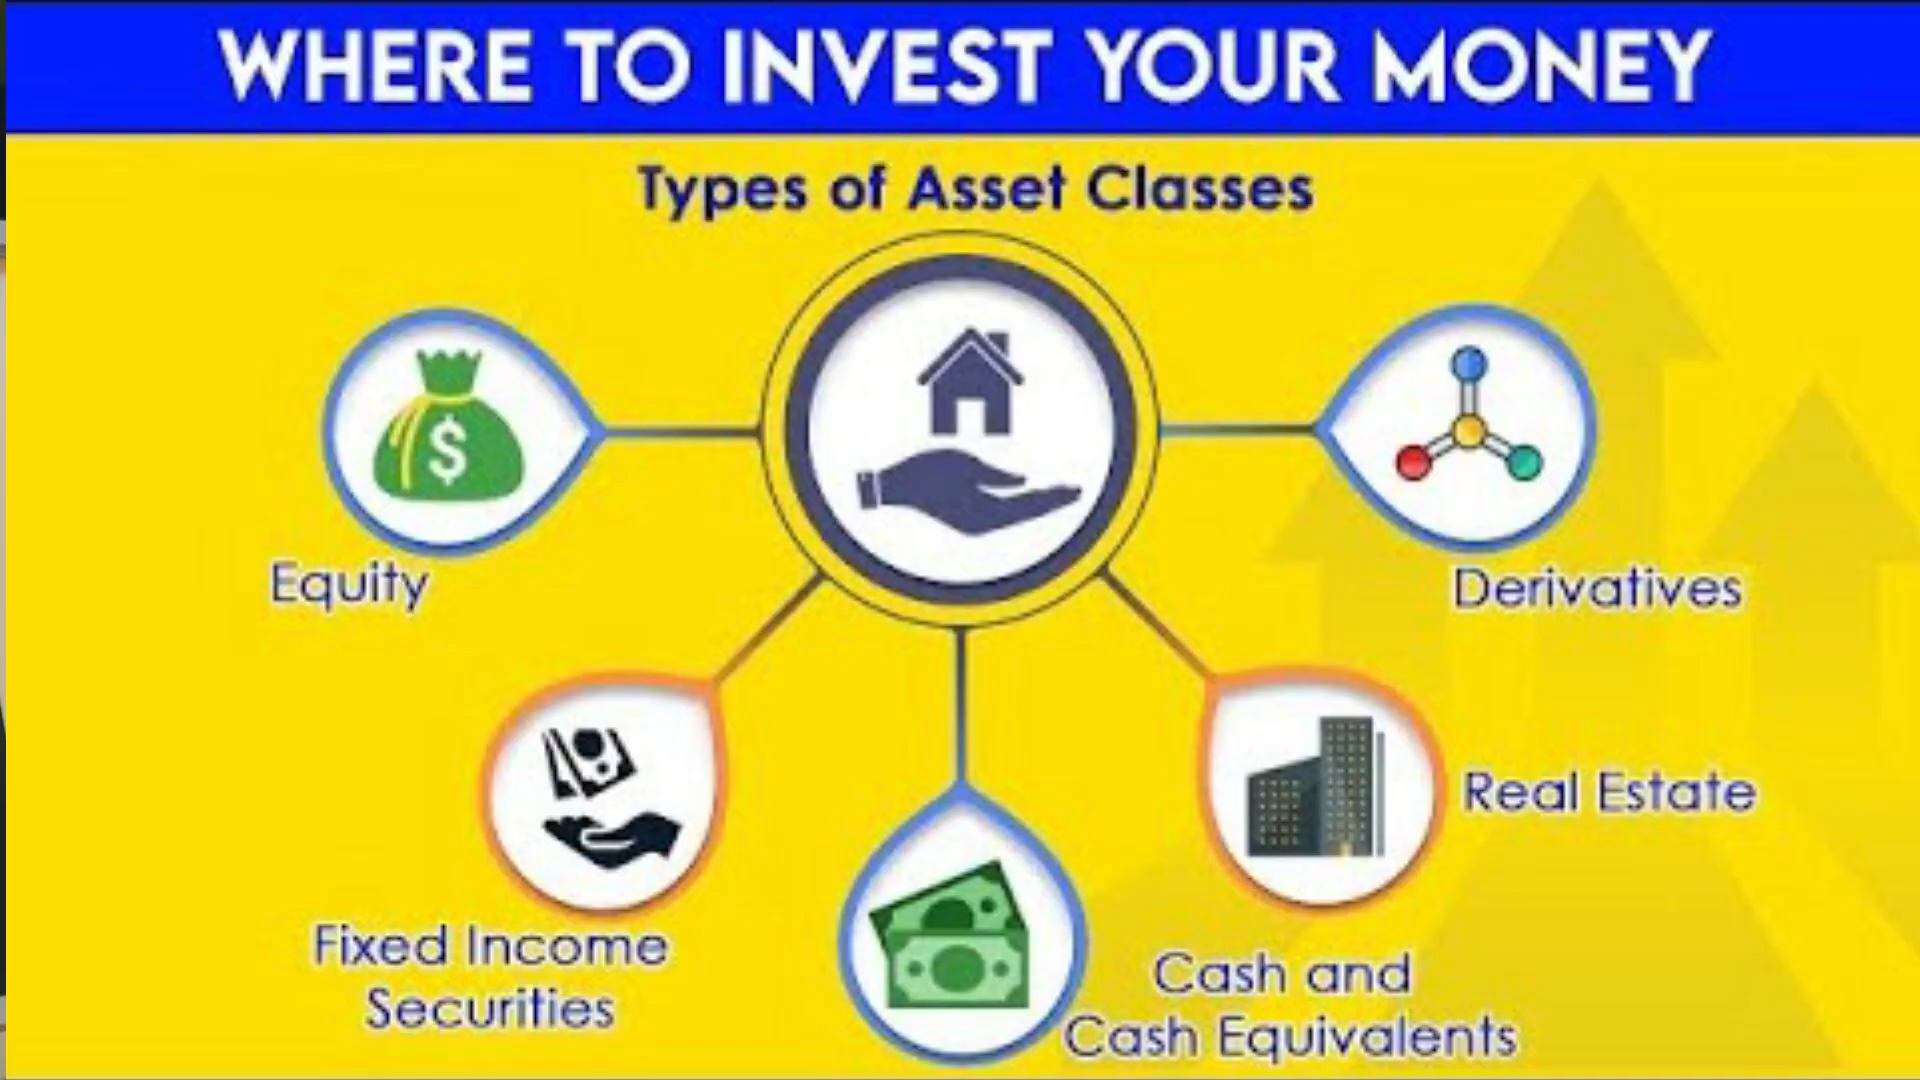 WHERE TO INVEST YOUR MONEY
Types of Asset Classes
$
Equity
Derivatives
Real Estate
Fixed Income
Securities
Cash and
Cash Equivalents